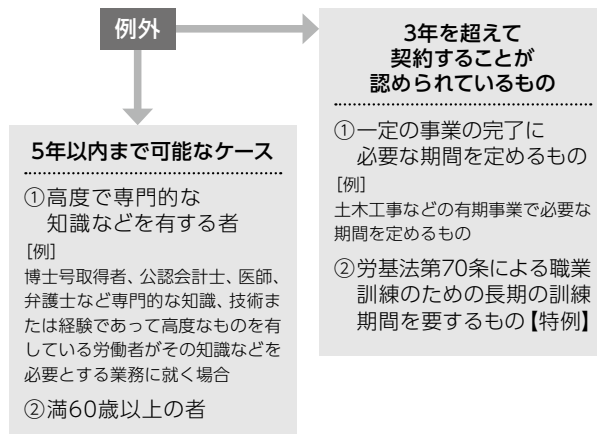 例外
3年を超えて
契約することが
認められているもの
①一定の事業の完了に
必要な期間を定めるもの
[例]
土木工事などの有期事業で必要な
期間を定めるもの
②労基法第70条による職業
訓練のための長期の訓練
期間を要するもの【特例】
5年以内まで可能なケース
①高度で専門的な
知識などを有する者
[例]
博士号取得者、公認会計士、医師、
弁護士など専門的な知識、技術ま
たは経験であって高度なものを有
している労働者がその知識などを
必要とする業務に就く場合
②満60歳以上の者